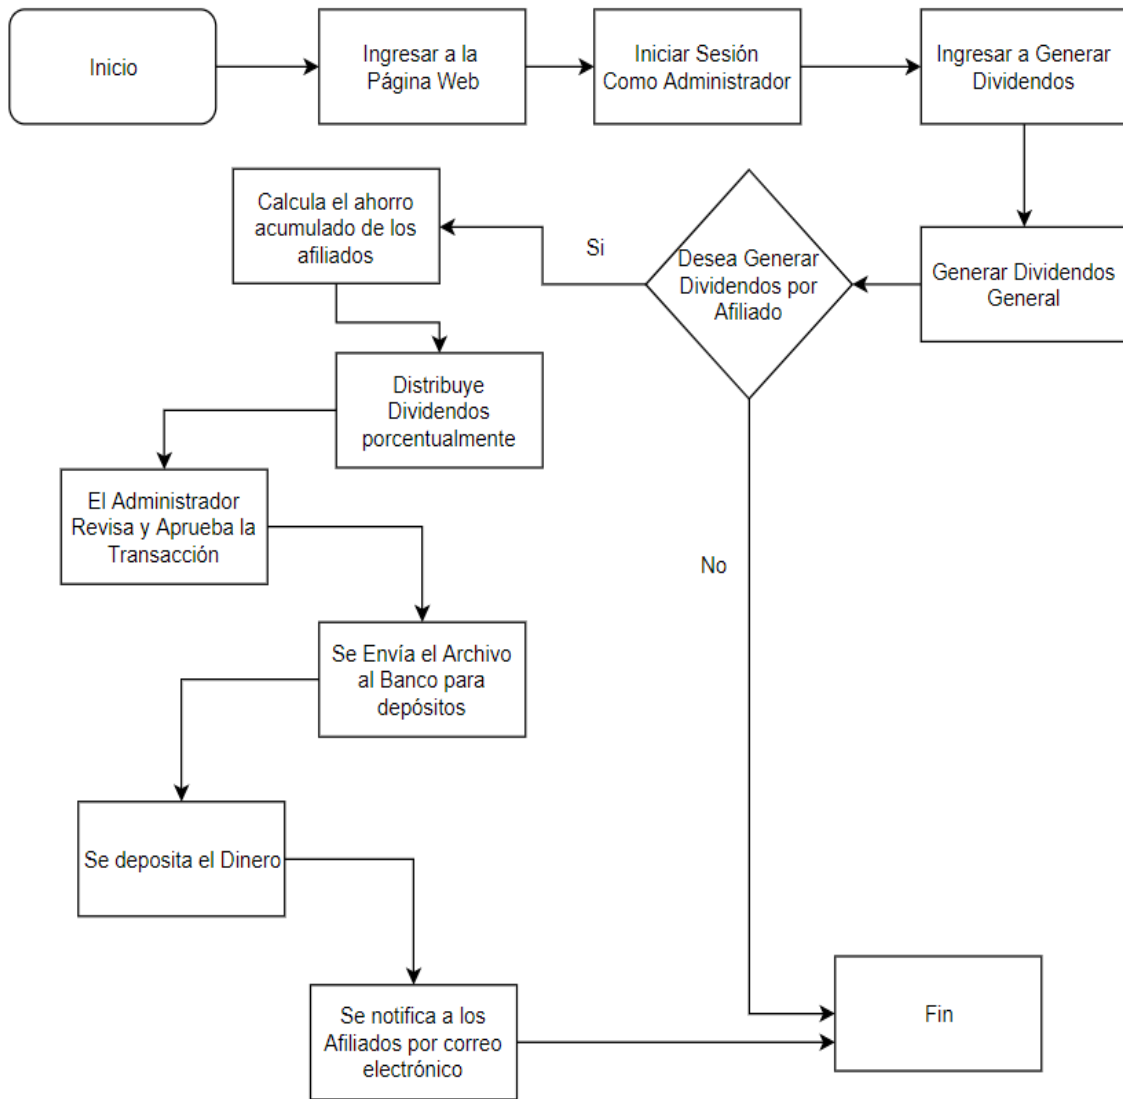 Inicio
Ingresar a la
Página Web
Iniciar Sesión
Como Administrador
Ingresar a Generar
Dividendos
Generar Dividendos
General
Desea Generar
Dividendos por
Afiliado
Si
Calcula el ahorro
acumulado de los
afiliados
Distribuye
Dividendos
porcentualmente
El Administrador
Revisa y Aprueba la
Transacción
Se Envía el Archivo
al Banco para
depósitos
Se deposita el Dinero
Se notifica a los
Afiliados por correo
electrónico
No
Fin